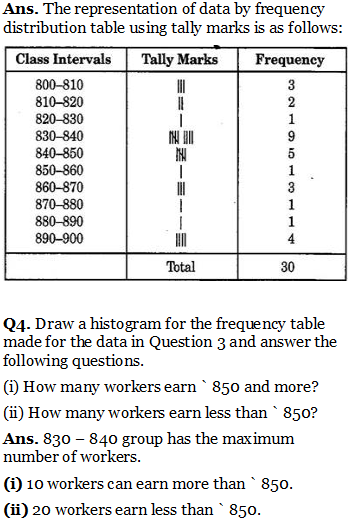 Ans. The representation of data by frequency
distribution table using tally marks is as follows:
Class Intervals Tally Marks Frequency
800–810 |||  3
810–820 || 2
820–830 | 1
830–840 𝍸 |||| 9
840–850 𝍸 5
850–860 | 1
860–870 ||| 3
870–880 | 1
880–890 | 1
890–900 |||| 4
Total 30
Q4. Draw a histogram for the frequency table
made for the data in Question 3 and answer the
following questions.
(i) How many workers earn ` 850 and more?
(ii) How many workers earn less than ` 850?
Ans. 830 – 840 group has the maximum
number of workers.
(i) 10 workers can earn more than ` 850.
(ii) 20 workers earn less than ` 850.